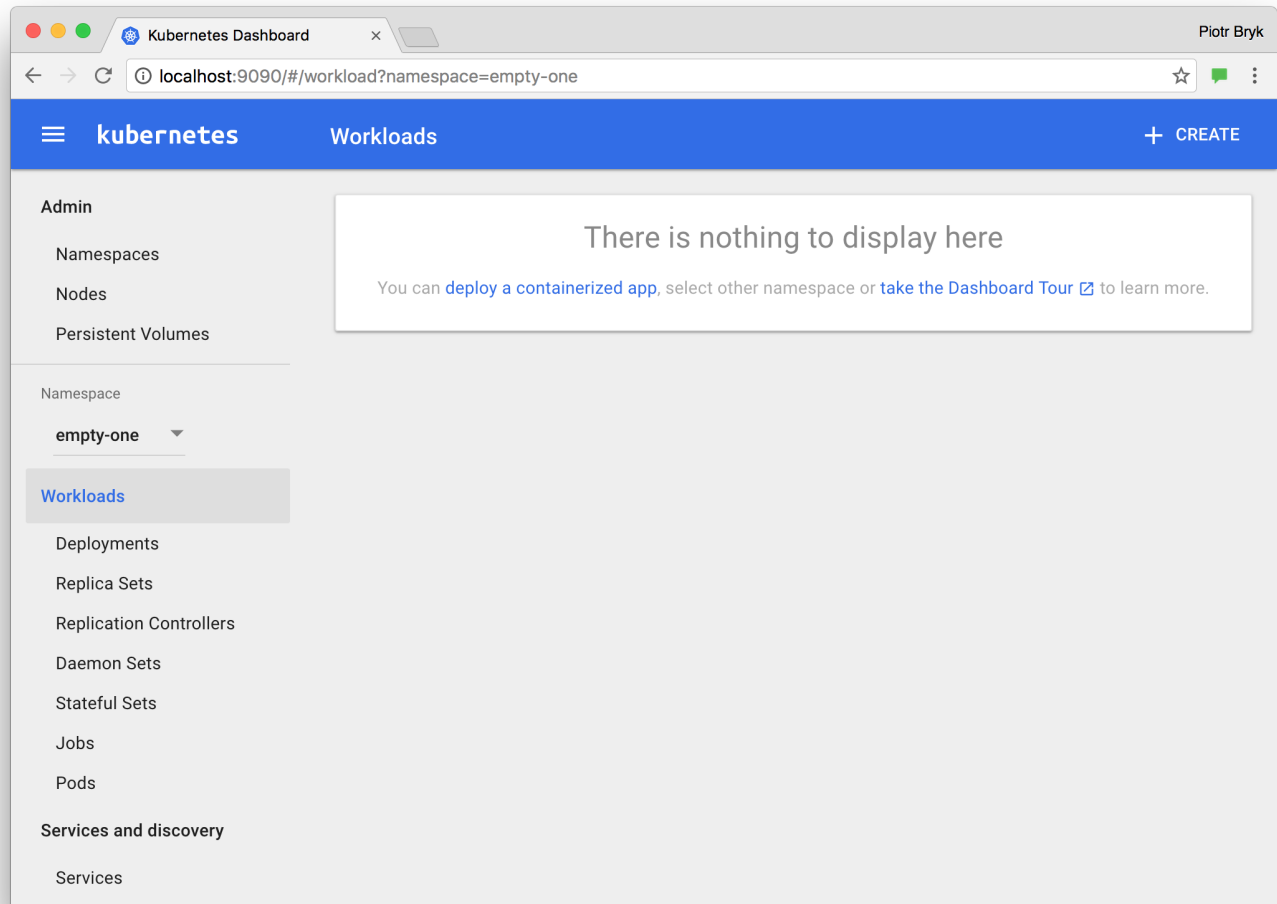 Kubernetes Dashboard
Piotr Bryk
localhost:9090/#/workload?namespace=empty-one
kubernetes
Workloads
CREATE
Admin
Namespaces
Nodes
Persistent Volumes
Namespace
empty-one
Workloads
Deployments
Replica Sets
Replication Controllers
Daemon Sets
Stateful Sets
Jobs
Pods
Services and discovery
Services
There is nothing to display here
You can deploy a containerized app, select other namespace or take the Dashboard Tour to learn more.